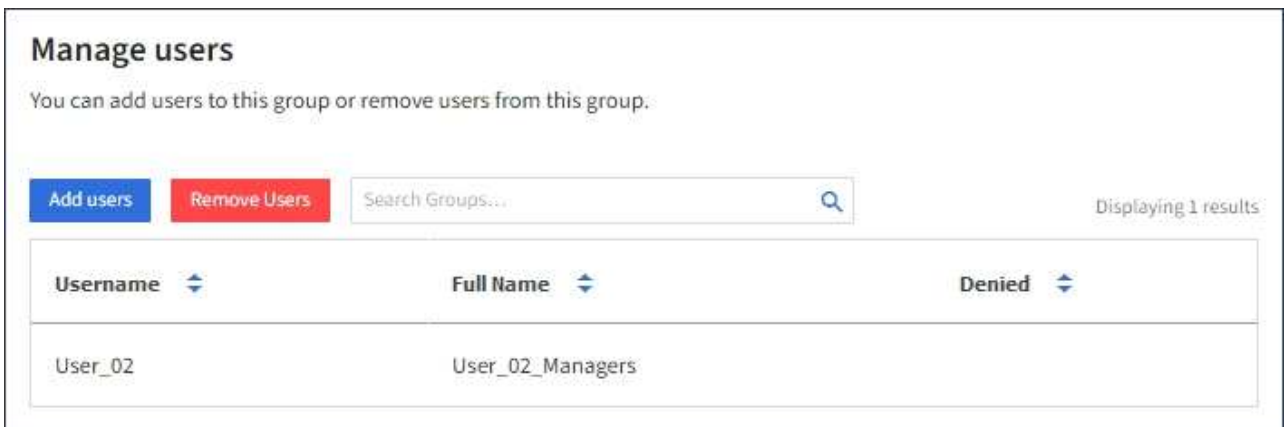 Manage users
You can add users to this group or remove users from this group.
Add users Remove Users Search Groups... Displaying 1 results
Username Full Name Denied
User_02 User_02_Managers